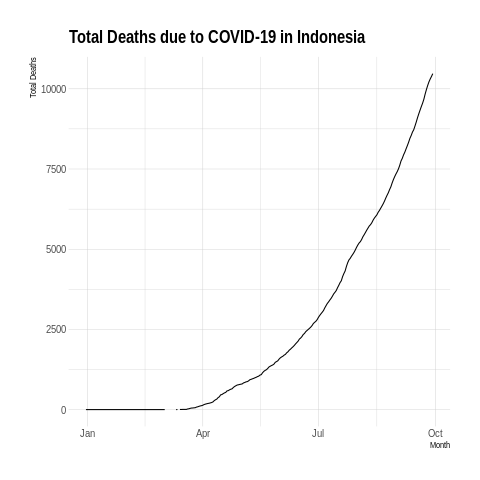 Total Deaths due to COVID-19 in Indonesia
Total Deaths
10000
7500
5000
2500
0
Jan Apr Jul Oct
Month